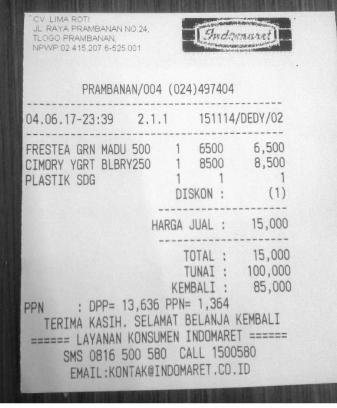 CV. LIMA ROTI
JL. RAYA PRAMBANAN NO.24,
TLOGO PRAMBANAN,
NPWP:02.415.207.6-525.001
Indomaret
PRAMBANAN/004 (024)497404
04.06.17-23:39 2.1.1 151114/DEDY/02
FRESTEA GRN MADU 500 1 6500 6,500
CIMORY YGRT BLBRY250 1 8500 8,500
PLASTIK SDG 1 1 1
DISKON : (1)
HARGA JUAL : 15,000
TOTAL : 15,000
TUNAI : 100,000
KEMBALI : 85,000
PPN : DPP= 13,636 PPN= 1,364
TERIMA KASIH. SELAMAT BELANJA KEMBALI
====== LAYANAN KONSUMEN INDOMARET ======
SMS 0816 500 580 CALL 1500580
EMAIL:KONTAK@INDOMARET.CO.ID